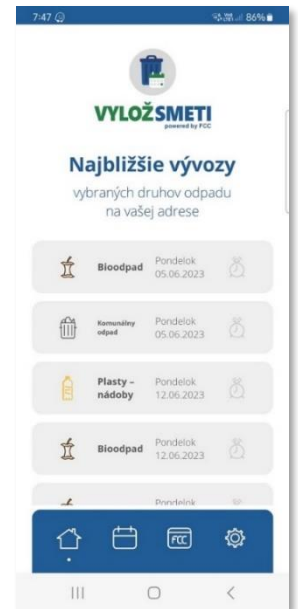 7:47 86%
VYLOŽ SMETI
powered by FCC
Najbližšie vývozy
vybraných druhov odpadu
na vašej adrese
Bioodpad
Pondelok
05.06.2023
Komunálny
odpad
Pondelok
05.06.2023
Plasty –
nádoby
Pondelok
12.06.2023
Bioodpad
Pondelok
12.06.2023
Pondelok
FCC